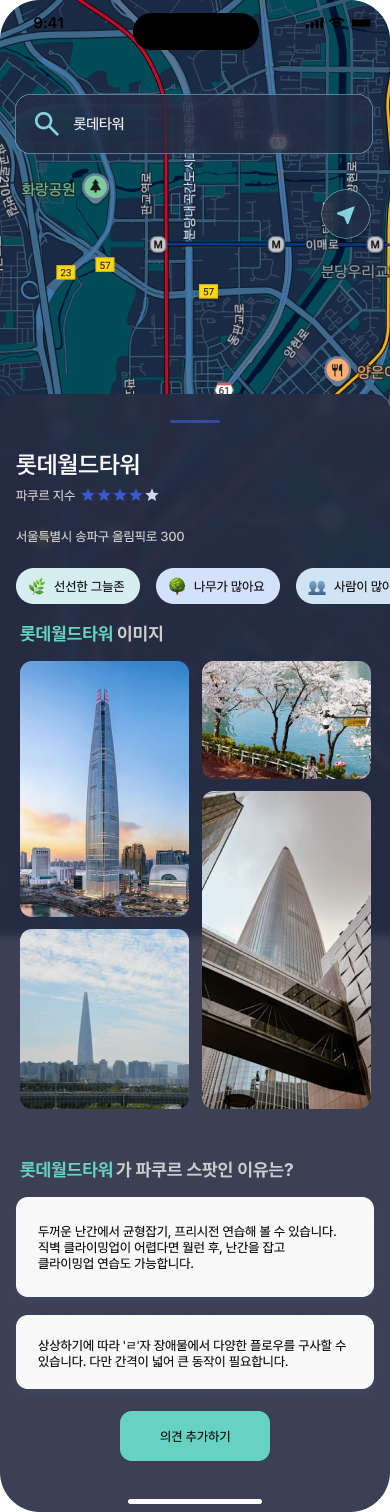 9:41
롯데타워
화랑공원
판교역로
분당내곡간도시고속화도로
양현로
이매로
분당우리교
23
57
57
동판교로
양현로
양은이
61
롯데월드타워
파쿠르 지수
서울특별시 송파구 올림픽로 300
선선한 그늘존
나무가 많아요
사람이 많아
롯데월드타워 이미지
롯데월드타워가 파쿠르 스팟인 이유는?
두꺼운 난간에서 균형잡기, 프리시전 연습해 볼 수 있습니다.
직벽 클라이밍업이 어렵다면 월런 후, 난간을 잡고
클라이밍업 연습도 가능합니다.
상상하기에 따라 'ㄹ'자 장애물에서 다양한 플로우를 구사할 수
있습니다. 다만 간격이 넓어 큰 동작이 필요합니다.
의견 추가하기